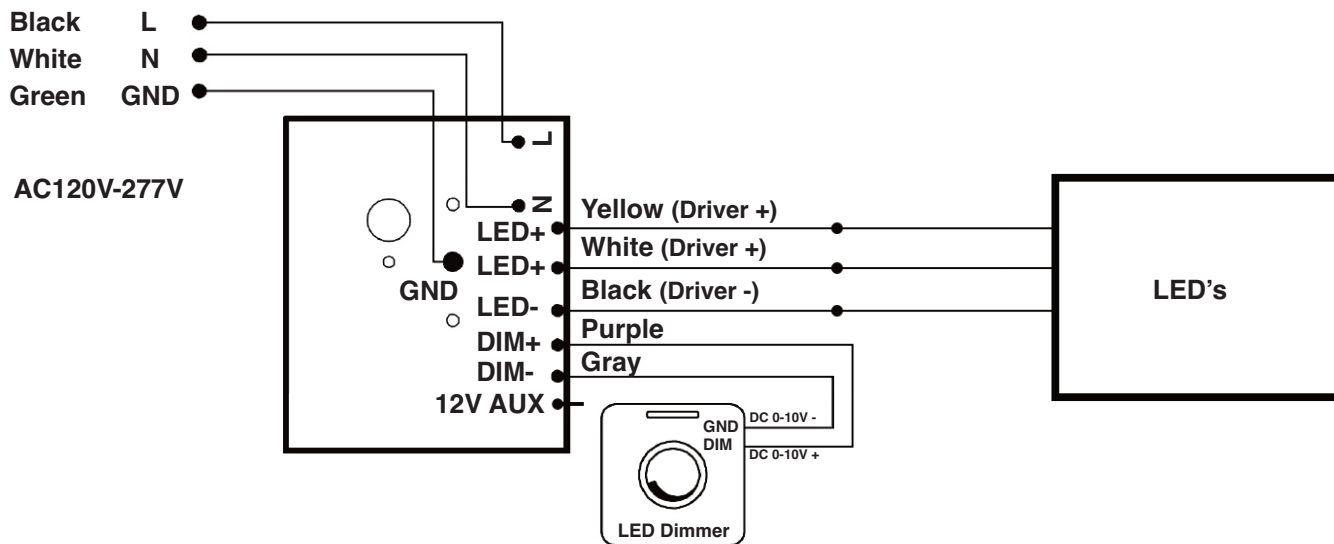 Black L
White N
Green GND
AC120V-277V
L
N
LED+
LED+
GND
LED-
DIM+
DIM-
12V AUX
Yellow (Driver +)
White (Driver +)
Black (Driver -)
Purple
Gray
LED's
GND
DIM
DC 0-10V -
DC 0-10V +
LED Dimmer